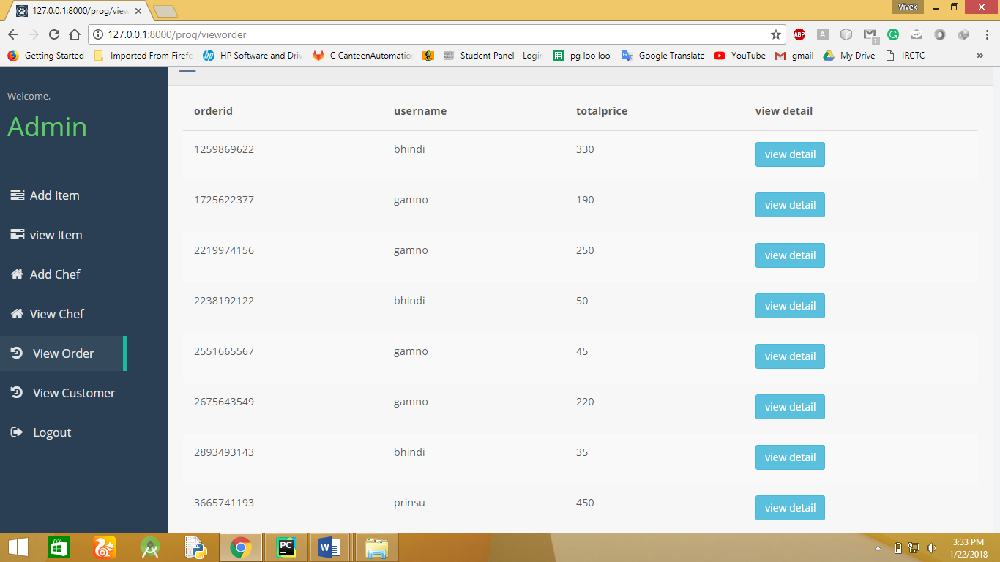 127.0.0.1:8000/prog/view
Vivek
127.0.0.1:8000/prog/vieworder
ABP
A
?
Getting Started
Imported From Firefo
hp
HP Software and Driv
C CanteenAutomatio
Student Panel - Login
pg loo loo
Google Translate
YouTube
gmail
My Drive
IRCTC
»
Welcome,
Admin
Add Item
view Item
Add Chef
View Chef
View Order
View Customer
Logout
orderid username totalprice view detail
1259869622 bhindi 330 view detail
1725622377 gamno 190 view detail
2219974156 gamno 250 view detail
2238192122 bhindi 50 view detail
2551665567 gamno 45 view detail
2675643549 gamno 220 view detail
2893493143 bhindi 35 view detail
3665741193 prinsu 450 view detail
PC
W
3:33 PM
1/22/2018